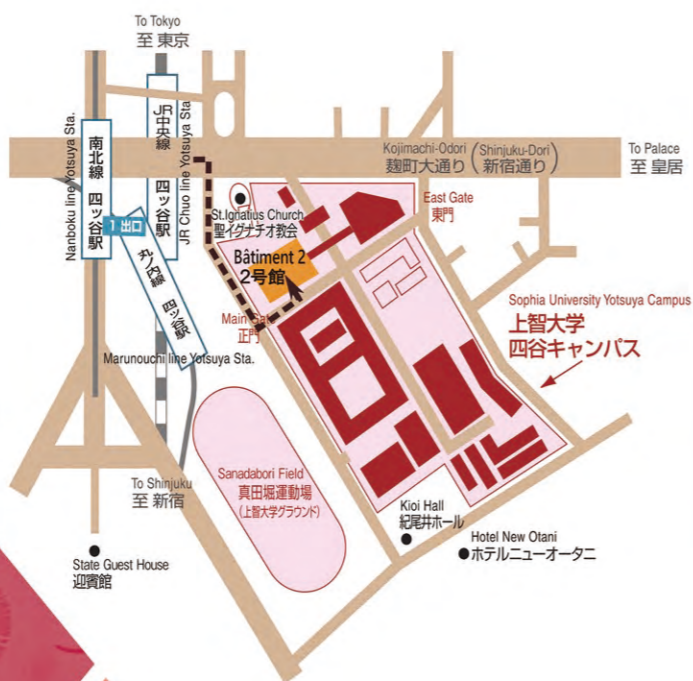 To Tokyo
至 東京
Nanboku line Yotsuya Sta.
南北線 四ッ谷駅
JR中央線 四ッ谷駅
JR Chuo line Yotsuya Sta.
Kojimachi-Odori (Shinjuku-Dori)
麹町大通り (新宿通り)
To Palace
至 皇居
1 出口
丸ノ内線 四ッ谷駅
Marunouchi line Yotsuya Sta.
St.Ignatius Church
聖イグナチオ教会
East Gate
東門
Bâtiment 2
2号館
Main
正門
Sophia University Yotsuya Campus
上智大学
四谷キャンパス
Sanadabori Field
真田堀運動場
(上智大学グラウンド)
To Shinjuku
至 新宿
Kioi Hall
紀尾井ホール
Hotel New Otani
ホテルニューオータニ
State Guest House
迎賓館